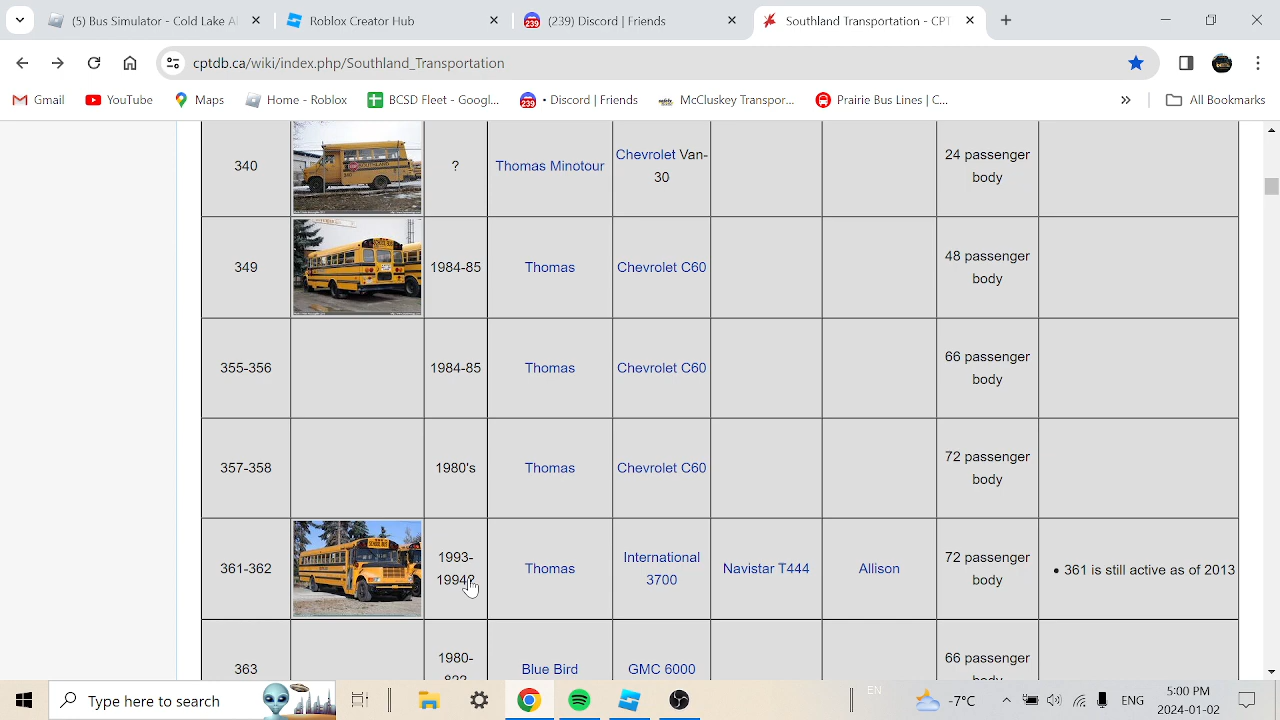 (5) Bus Simulator - Cold Lake A
Roblox Creator Hub
(239) Discord | Friends
Southland Transportation - CPT
cptdb.ca/wiki/index.php/Southland_Transportation
Gmail
YouTube
Maps
Home - Roblox
BCSD Fleet - Googl...
• Discord | Friends
McCluskey Transpor...
Prairie Bus Lines | C...
»
All Bookmarks
340
?
Thomas Minotour
Chevrolet Van-
30
24 passenger
body
349
1984-85
Thomas
Chevrolet C60
48 passenger
body
355-356
1984-85
Thomas
Chevrolet C60
66 passenger
body
357-358
1980's
Thomas
Chevrolet C60
72 passenger
body
SCHOOL BUS
361-362
1993-
1994
Thomas
International
3700
Navistar T444
Allison
72 passenger
body
• 361 is still active as of 2013
363
1980-
Blue Bird
GMC 6000
66 passenger
body
Type here to search
EN
-7°C
ENG
5:00 PM
2024-01-02